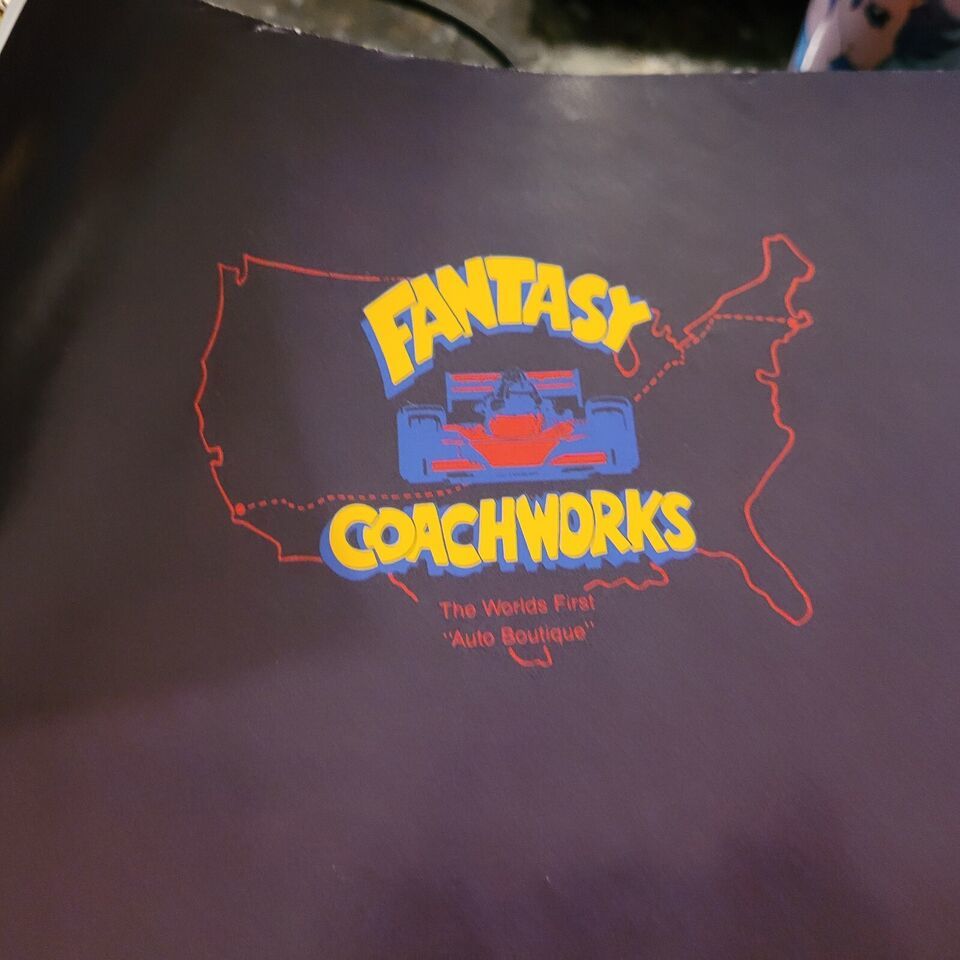 FANTASY
COACHWORKS
The Worlds First
"Auto Boutique"